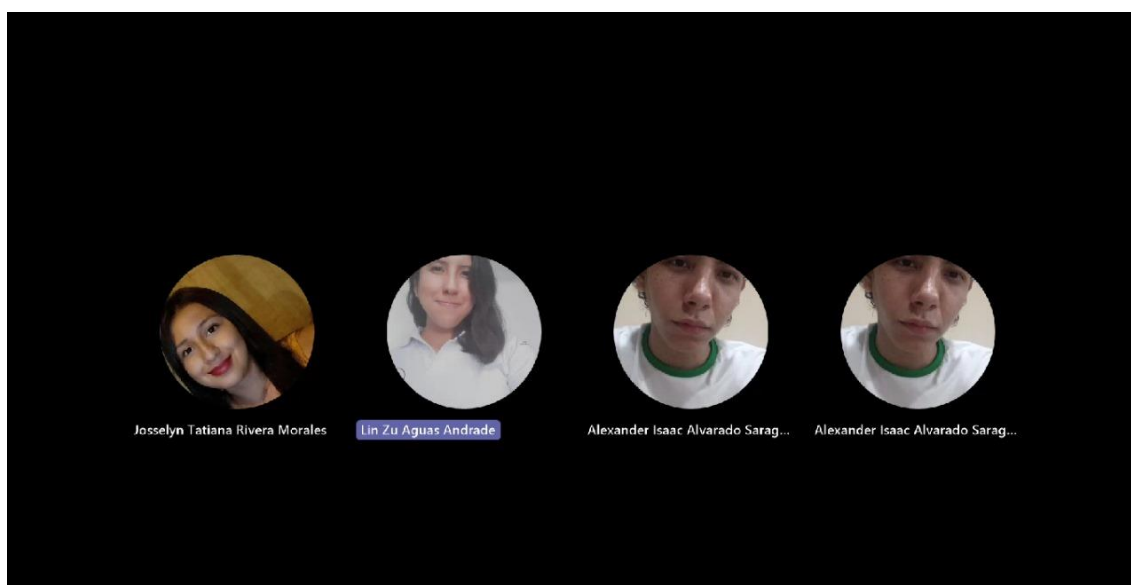 Josselyn Tatiana Rivera Morales
Lin Zu Aguas Andrade
Alexander Isaac Alvarado Sarag...
Alexander Isaac Alvarado Sarag...